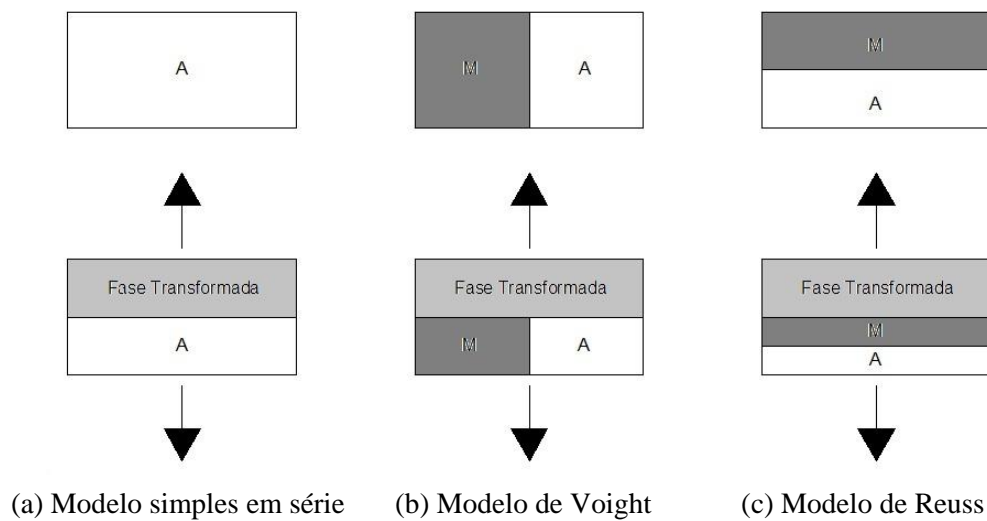 A
M A
M
A
Fase Transformada
A
Fase Transformada
M A
Fase Transformada
M
A
(a) Modelo simples em série (b) Modelo de Voight (c) Modelo de Reuss